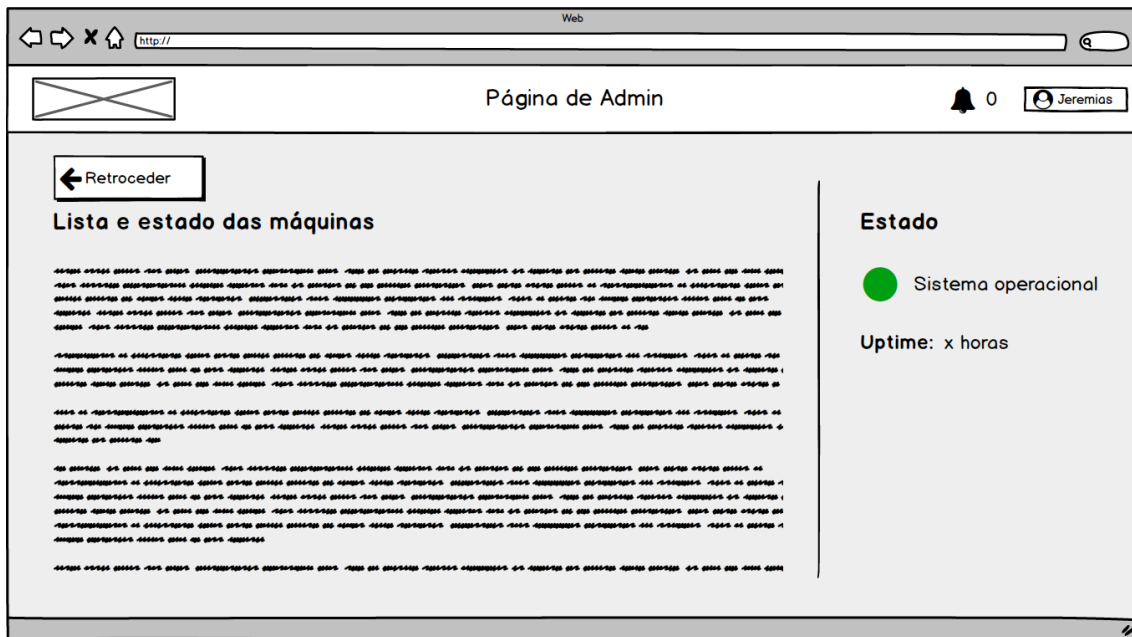 Web
http://
Página de Admin
0
Jeremias
Retroceder
Lista e estado das máquinas
Estado
Sistema operacional
Uptime: x horas